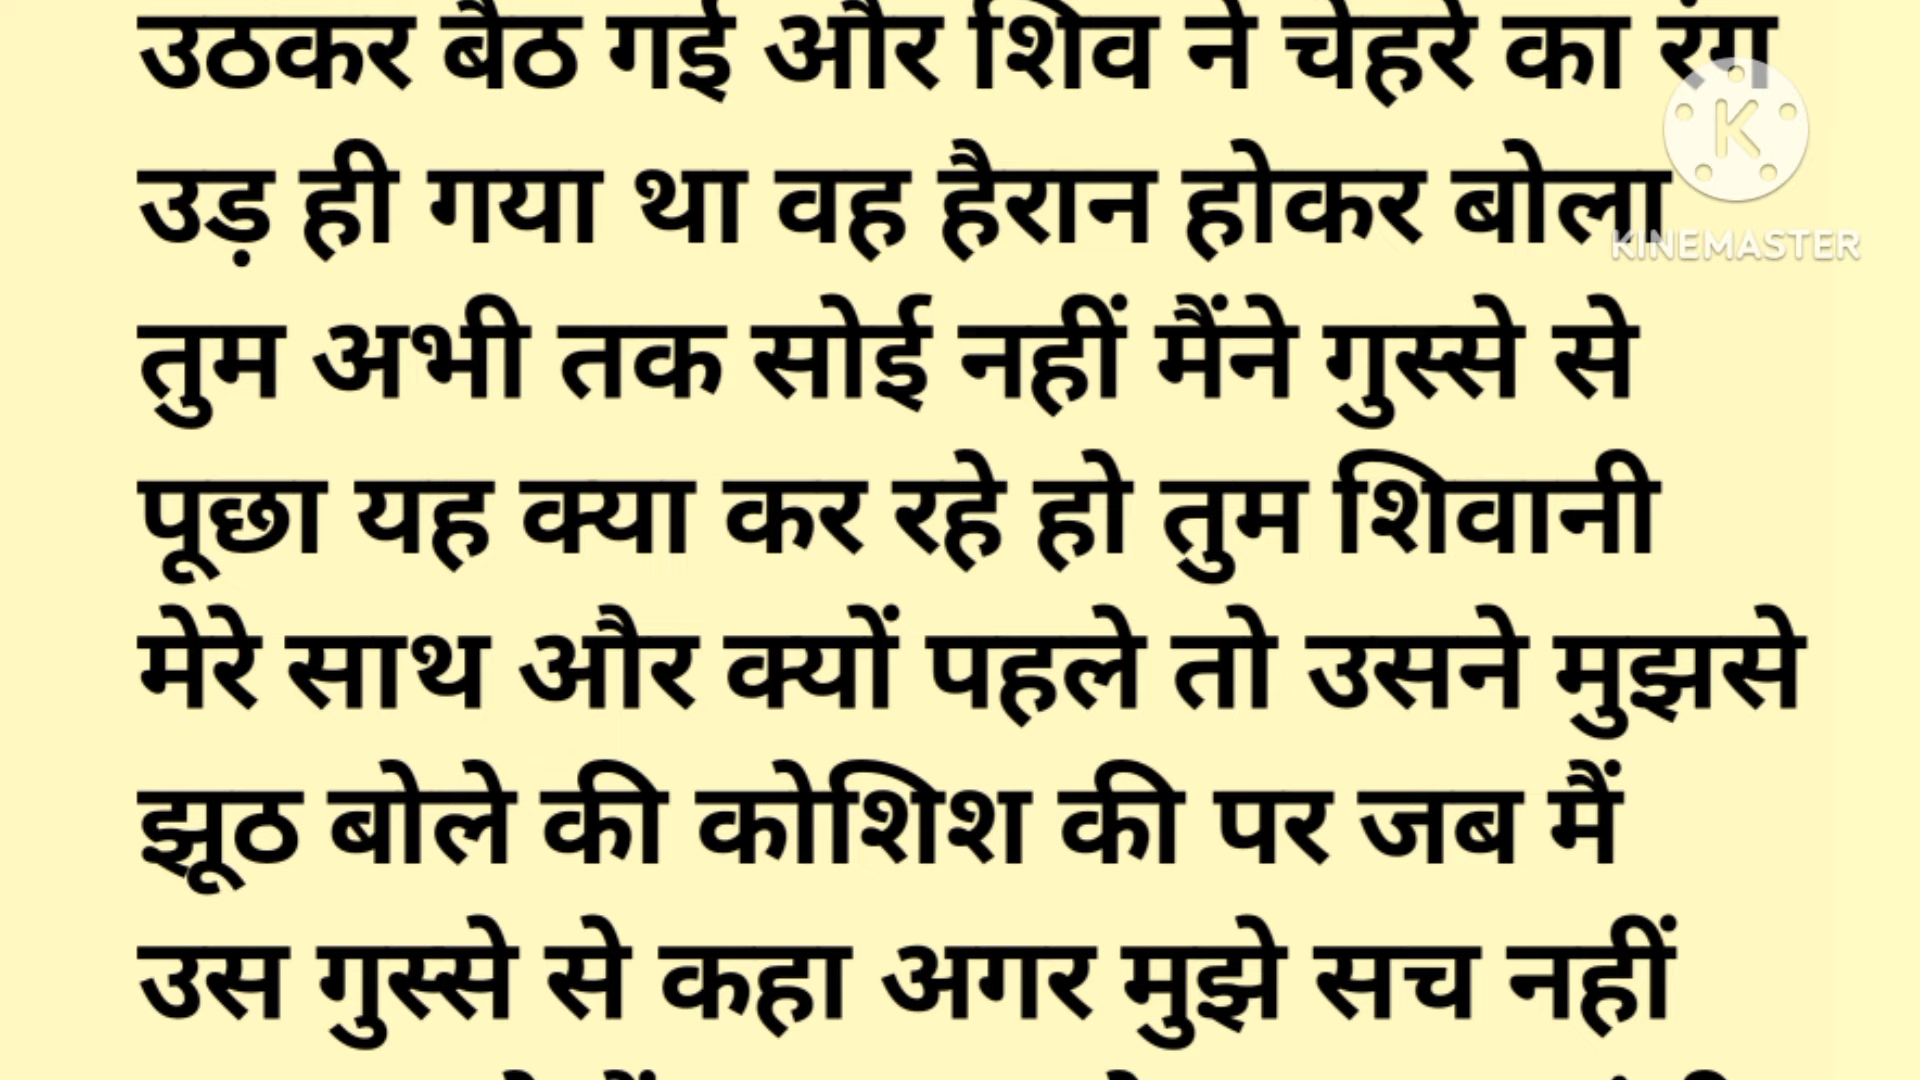 उठकर बैठ गई और शिव ने चेहरे का रंग
उड़ ही गया था वह हैरान होकर बोला
KINEMASTER
तुम अभी तक सोई नहीं मैंने गुस्से से
पूछा यह क्या कर रहे हो तुम शिवानी
मेरे साथ और क्यों पहले तो उसने मुझसे
झूठ बोले की कोशिश की पर जब मैं
उस गुस्से से कहा अगर मुझे सच नहीं